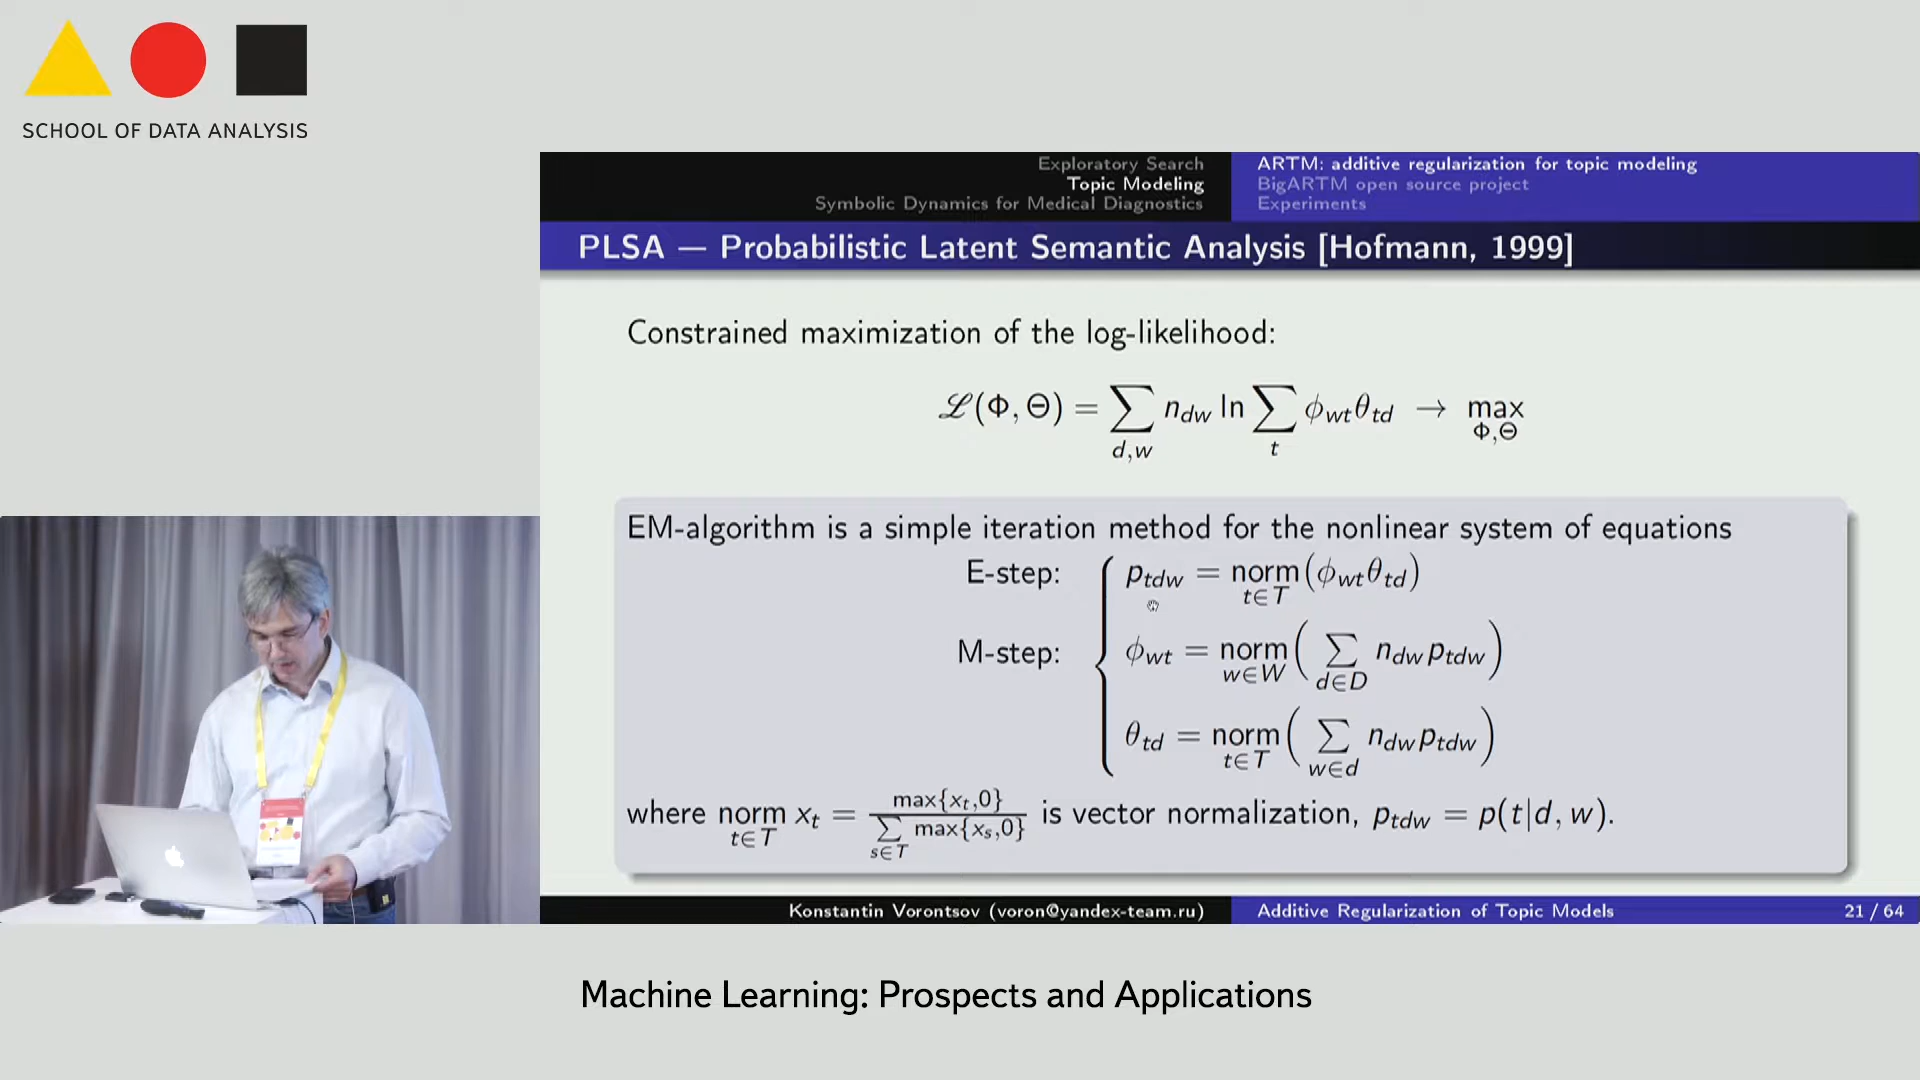 SCHOOL OF DATA ANALYSIS
Exploratory Search
Topic Modeling
Symbolic Dynamics for Medical Diagnostics
ARTM: additive regularization for topic modeling
BigARTM open source project
Experiments
PLSA — Probabilistic Latent Semantic Analysis [Hofmann, 1999]
Constrained maximization of the log-likelihood:
ℒ(Φ, Θ) = ∑_{d,w} n_{dw} ln ∑_t ϕ_{wt}θ_{td} → max_{Φ,Θ}
EM-algorithm is a simple iteration method for the nonlinear system of equations
E-step: p_{tdw} = norm_{t∈T}(ϕ_{wt}θ_{td})
M-step: ϕ_{wt} = norm_{w∈W}(∑_{d∈D} n_{dw}p_{tdw})
θ_{td} = norm_{t∈T}(∑_{w∈d} n_{dw}p_{tdw})
where norm_{t∈T} x_t = max{x_t,0} / ∑_{s∈T} max{x_s,0} is vector normalization, p_{tdw} = p(t|d, w).
Konstantin Vorontsov (voron@yandex-team.ru)
Additive Regularization of Topic Models
21 / 64
Machine Learning: Prospects and Applications